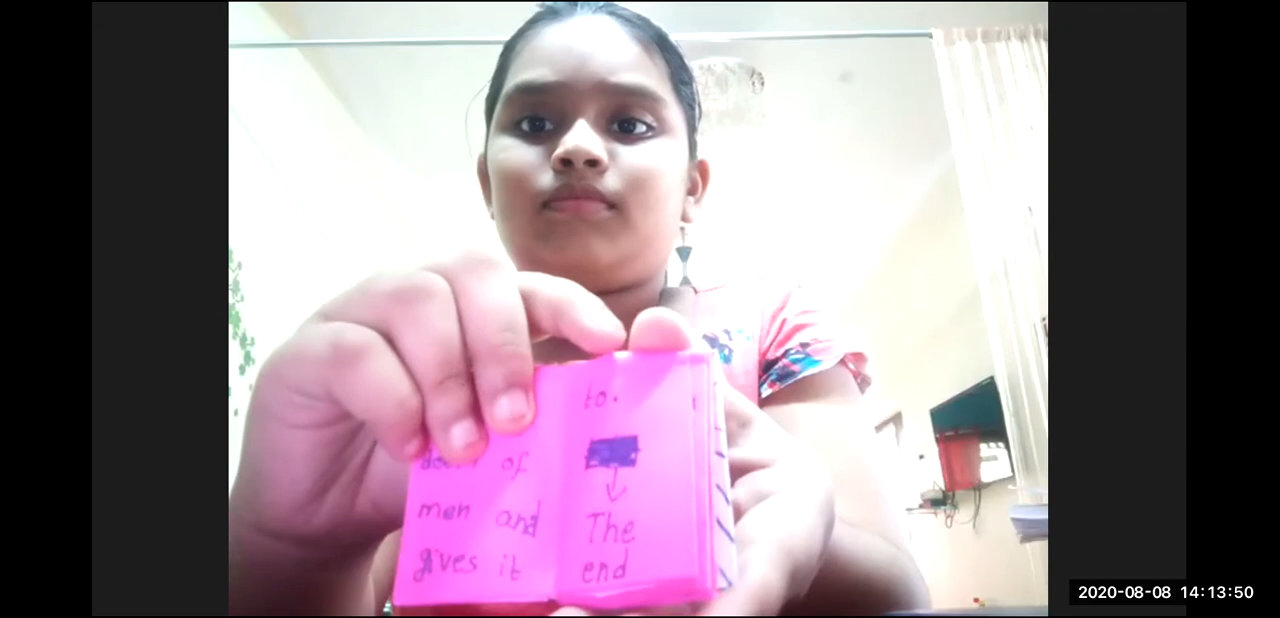 of
men and
gives it
to.
The
end
2020-08-08 14:13:50